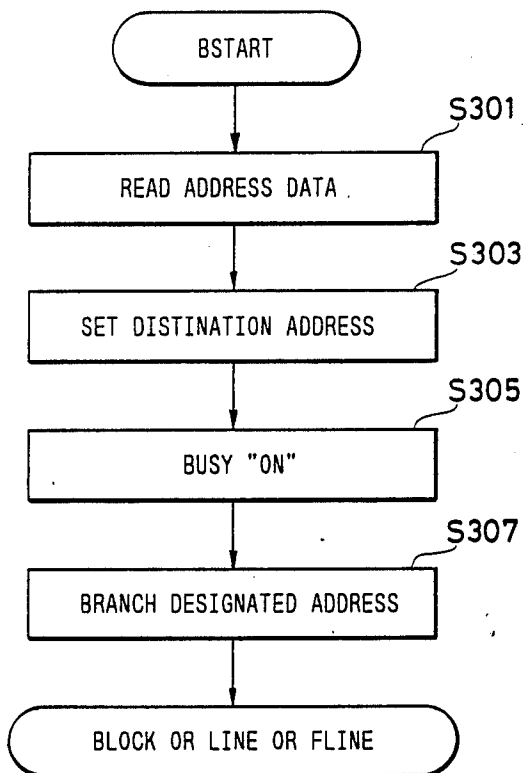 BSTART
S301
READ ADDRESS DATA
S303
SET DISTINATION ADDRESS
S305
BUSY "ON"
S307
BRANCH DESIGNATED ADDRESS
BLOCK OR LINE OR FLINE